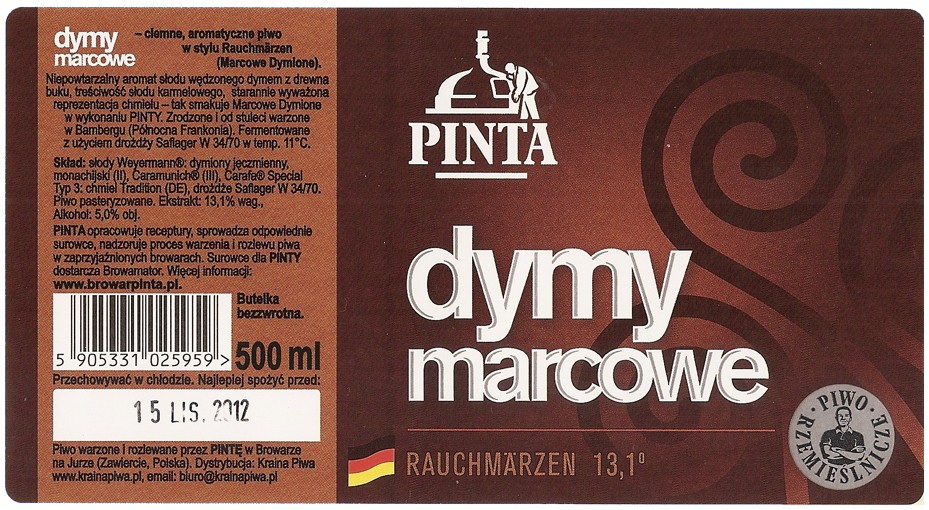 dymy
marcowe
– ciemne, aromatyczne piwo
w stylu Rauchmärzen
(Marcowe Dymione).
Niepowtarzalny aromat słodu wędzonego dymem z drewna
buku, treściwość słodu karmelowego, starannie wyważona
reprezentacja chmielu – tak smakuje Marcowe Dymione
w wykonaniu PINTY. Zrodzone i od stuleci warzone
w Bambergu (Północna Frankonia). Fermentowane
z użyciem drożdży Saflager W 34/70 w temp. 11°C.
Skład: słody Weyermann®: dymiony jęczmienny,
monachijski (II), Caramunich® (III), Carafa® Special
Typ 3: chmiel Tradition (DE), drożdże Saflager W 34/70.
Piwo pasteryzowane. Ekstrakt: 13,1% wag.,
Alkohol: 5,0% obj.
PINTA opracowuje receptury, sprowadza odpowiednie
surowce, nadzoruje proces warzenia i rozlewu piwa
w zaprzyjaźnionych browarach. Surowce dla PINTY
dostarcza Browamator. Więcej informacji:
www.browarpinta.pl.
Butelka
bezzwrotna.
5 905331 025959 >
500 ml
Przechowywać w chłodzie. Najlepiej spożyć przed:
15 LIS. 2012
Piwo warzone i rozlewane przez PINTĘ w Browarze
na Jurze (Zawiercie, Polska). Dystrybucja: Kraina Piwa
www.krainapiwa.pl, email: biuro@krainapiwa.pl
PINTA
dymy
marcowe
RAUCHMÄRZEN 13,1°
· PIWO ·
RZEMIEŚLNICZE